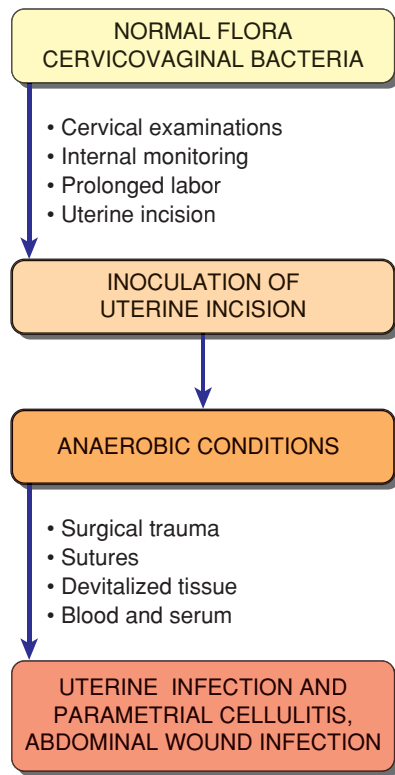 NORMAL FLORA
CERVICOVAGINAL BACTERIA
• Cervical examinations
• Internal monitoring
• Prolonged labor
• Uterine incision
INOCULATION OF
UTERINE INCISION
ANAEROBIC CONDITIONS
• Surgical trauma
• Sutures
• Devitalized tissue
• Blood and serum
UTERINE INFECTION AND
PARAMETRIAL CELLULITIS,
ABDOMINAL WOUND INFECTION